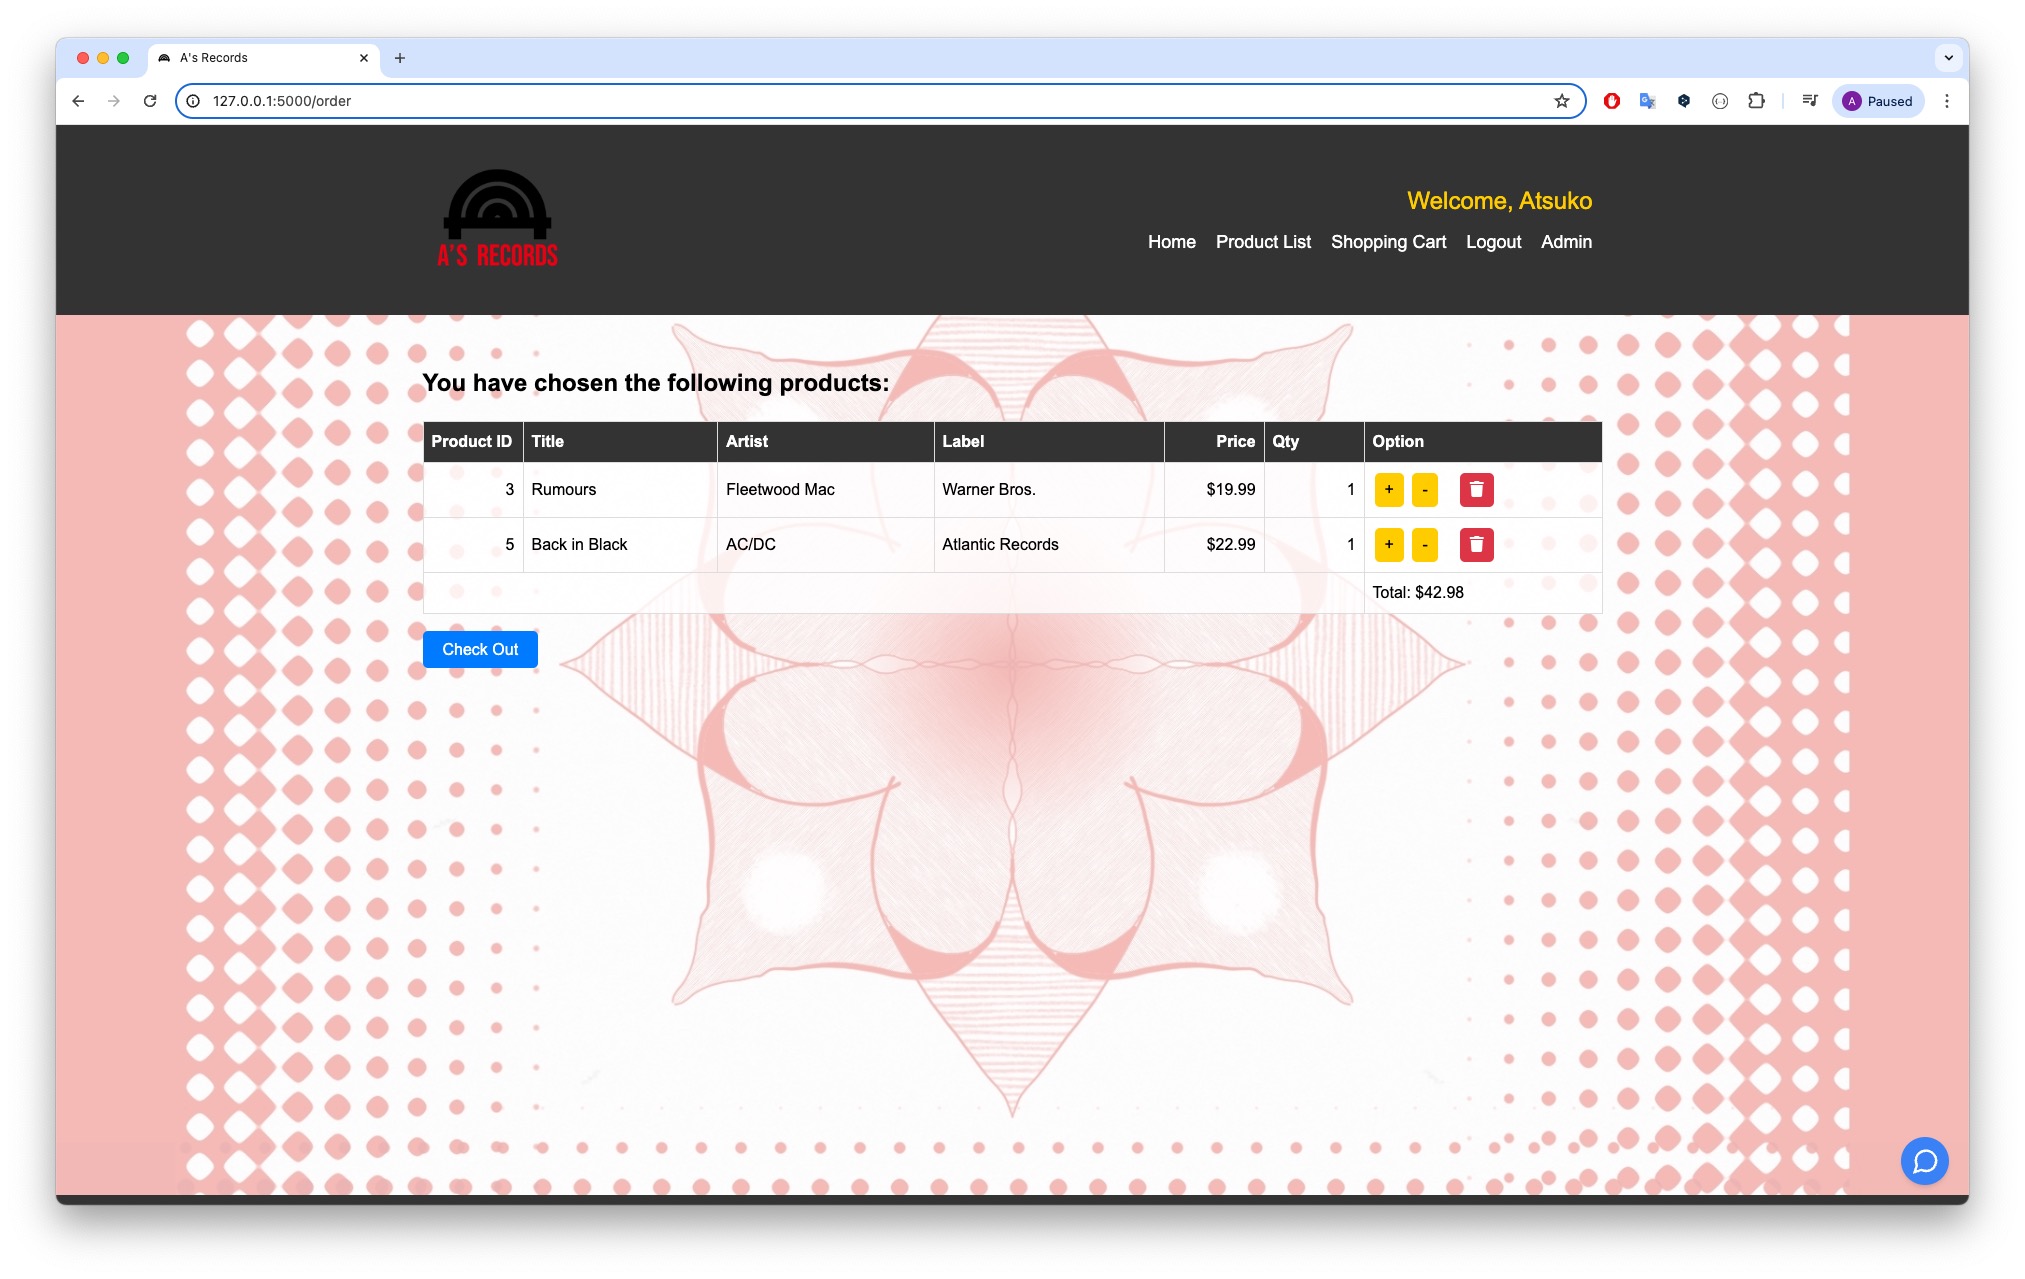 A's Records
127.0.0.1:5000/order
A Paused
A'S RECORDS
Welcome, Atsuko
Home Product List Shopping Cart Logout Admin
You have chosen the following products:
Product ID Title Artist Label Price Qty Option
3 Rumours Fleetwood Mac Warner Bros. $19.99 1 + -
5 Back in Black AC/DC Atlantic Records $22.99 1 + -
Total: $42.98
Check Out